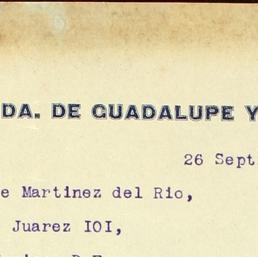 DA. DE GUADALUPE Y
26 Sept
e Martinez del Rio,
Juarez IOI,